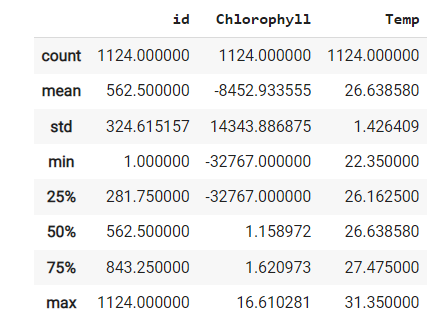 id Chlorophyll Temp
count 1124.000000 1124.000000 1124.000000
mean 562.500000 -8452.933555 26.638580
std 324.615157 14343.886875 1.426409
min 1.000000 -32767.000000 22.350000
25% 281.750000 -32767.000000 26.162500
50% 562.500000 1.158972 26.638580
75% 843.250000 1.620973 27.475000
max 1124.000000 16.610281 31.350000